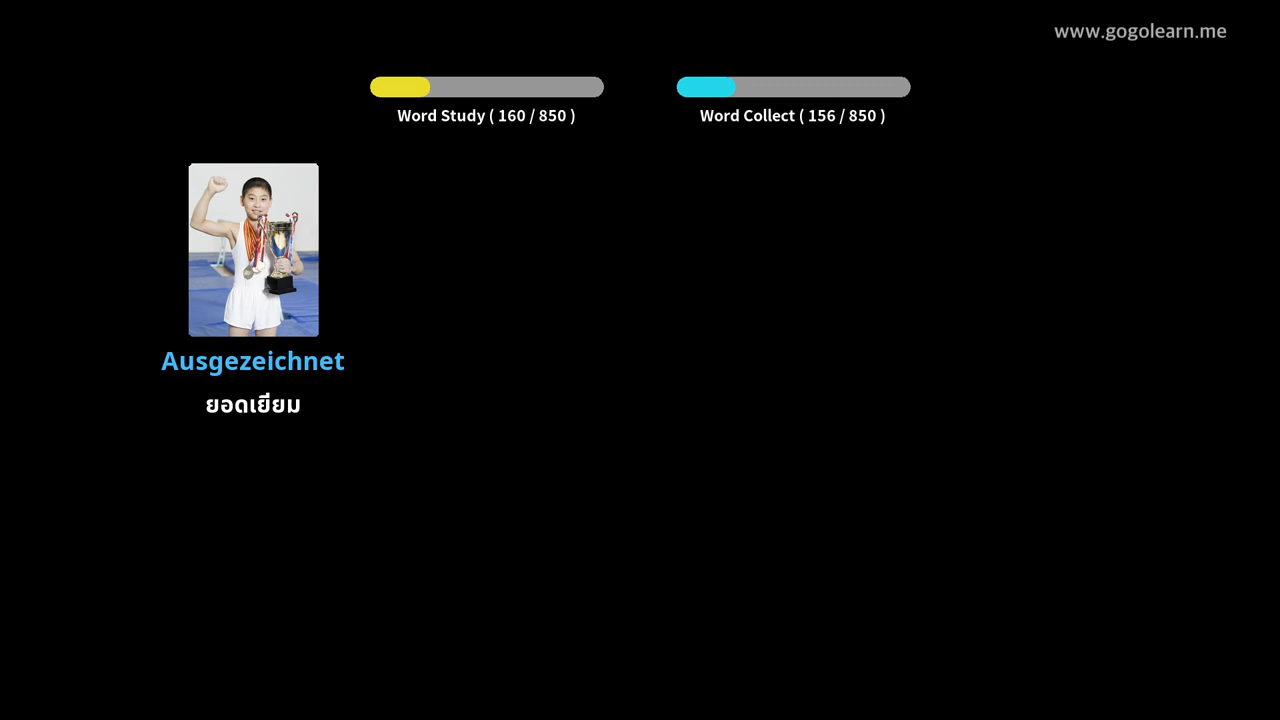 www.gogolearn.me
Word Study ( 160 / 850 )
Word Collect ( 156 / 850 )
Ausgezeichnet
ยอดเยี่ยม